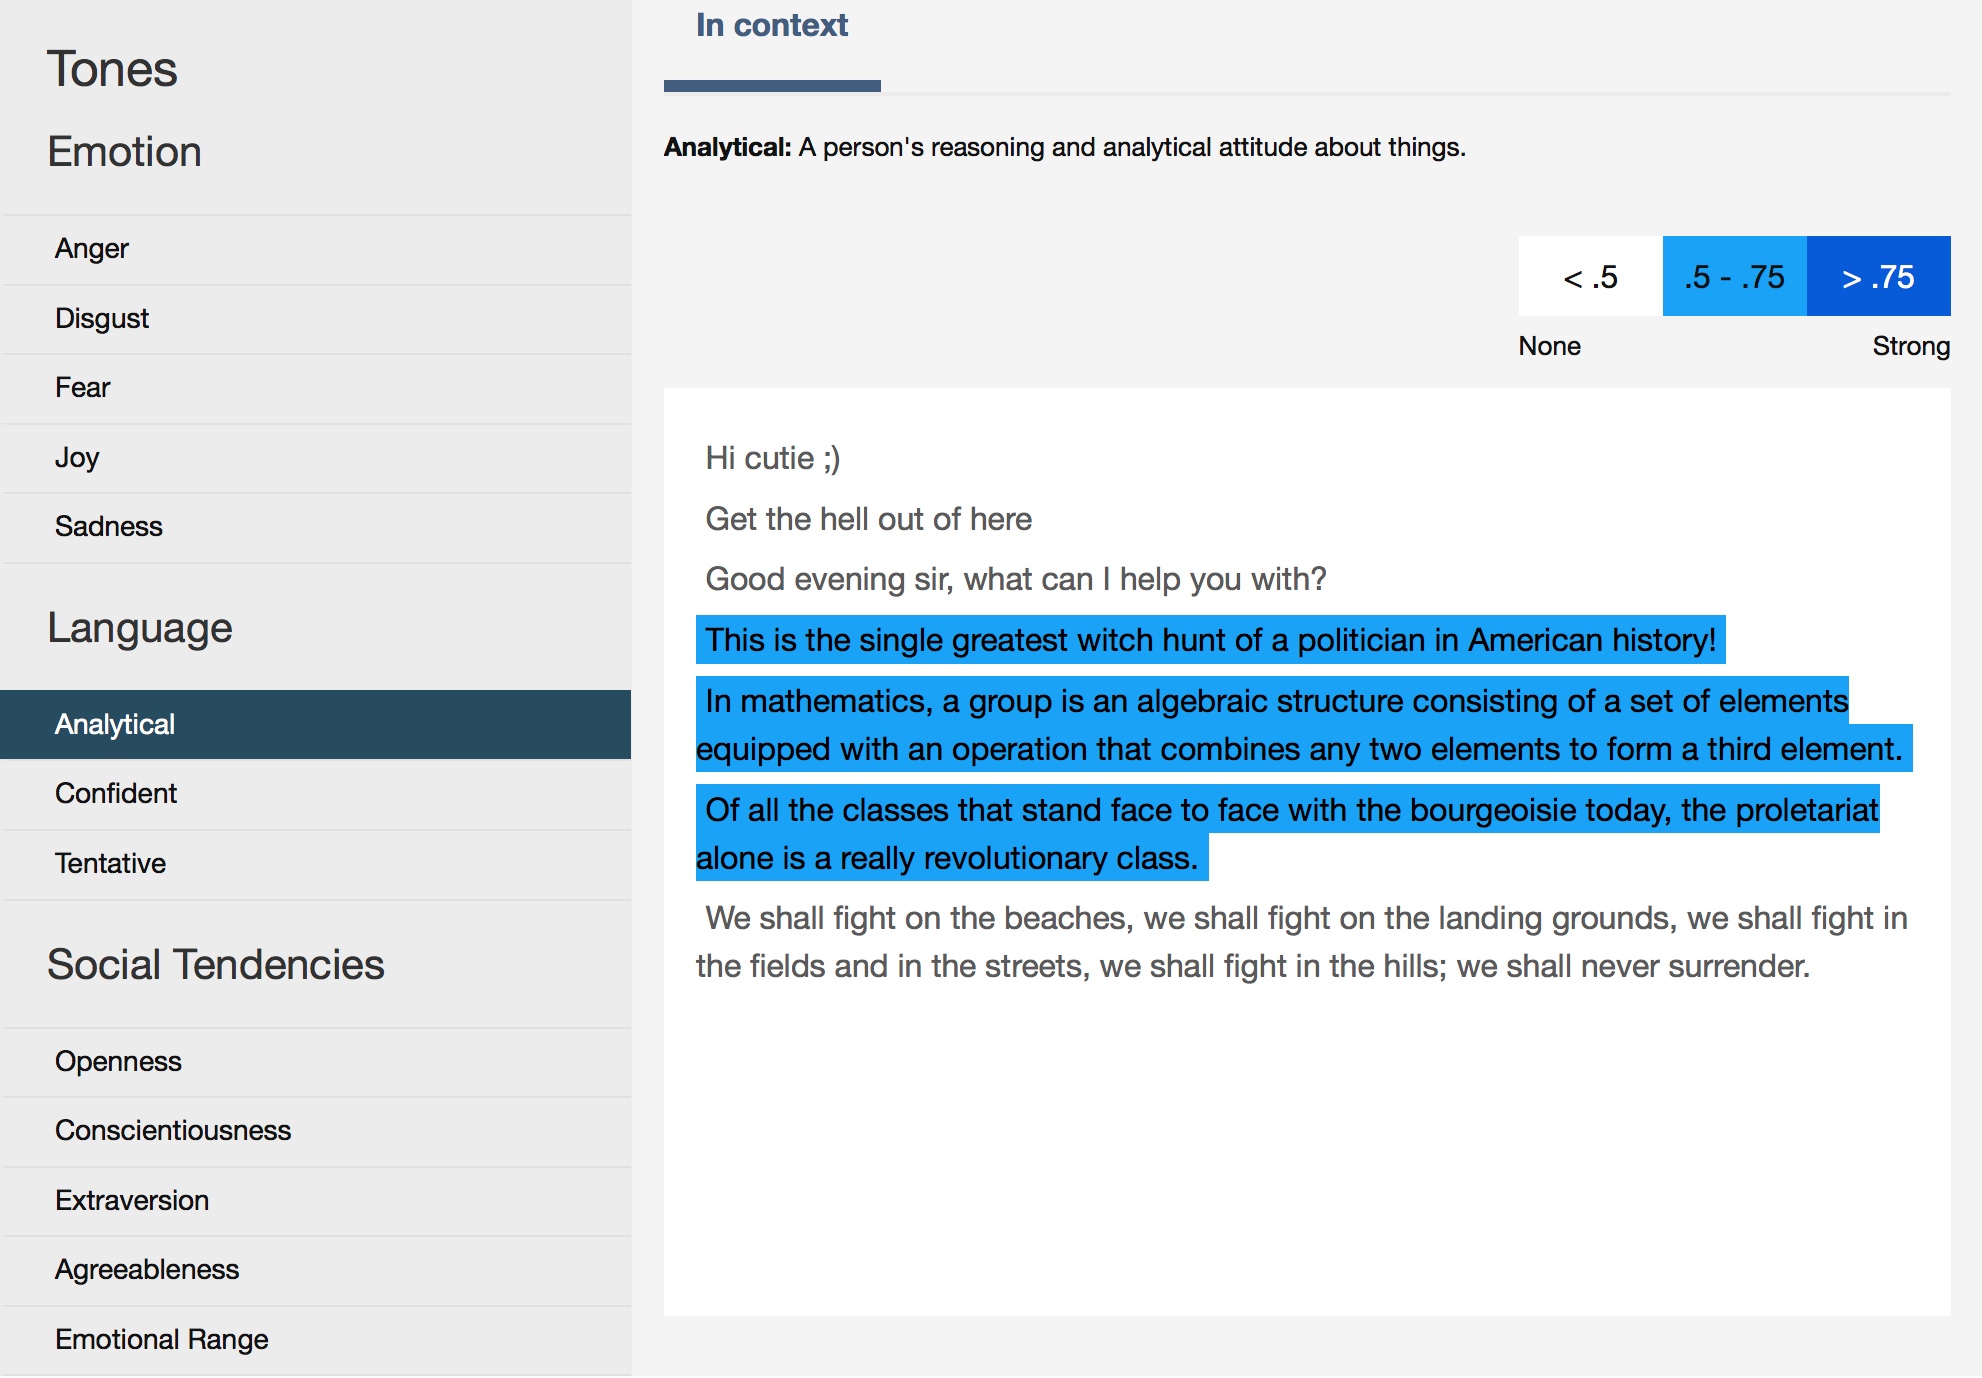 Tones
Emotion
Anger
Disgust
Fear
Joy
Sadness
Language
Analytical
Confident
Tentative
Social Tendencies
Openness
Conscientiousness
Extraversion
Agreeableness
Emotional Range
In context
Analytical: A person's reasoning and analytical attitude about things.
< .5
.5 - .75
> .75
None
Strong
Hi cutie ;)
Get the hell out of here
Good evening sir, what can I help you with?
This is the single greatest witch hunt of a politician in American history!
In mathematics, a group is an algebraic structure consisting of a set of elements
equipped with an operation that combines any two elements to form a third element.
Of all the classes that stand face to face with the bourgeoisie today, the proletariat
alone is a really revolutionary class.
We shall fight on the beaches, we shall fight on the landing grounds, we shall fight in
the fields and in the streets, we shall fight in the hills; we shall never surrender.